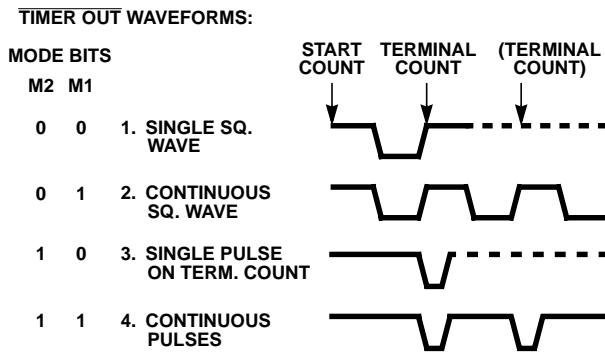 TIMER OUT WAVEFORMS:
MODE BITS
M2 M1
START COUNT
TERMINAL COUNT
(TERMINAL COUNT)
0 0 1. SINGLE SQ. WAVE
0 1 2. CONTINUOUS SQ. WAVE
1 0 3. SINGLE PULSE ON TERM. COUNT
1 1 4. CONTINUOUS PULSES